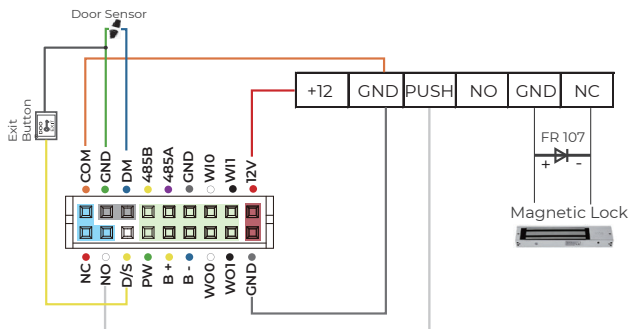 Door Sensor
+12 GND PUSH NO GND NC
Exit
Button
COM GND DM 485B 485A GND WI0 WI1 12V
FR 107
+ -
Magnetic Lock
NC NO D/S PW B+ B- WO0 WO1 GND